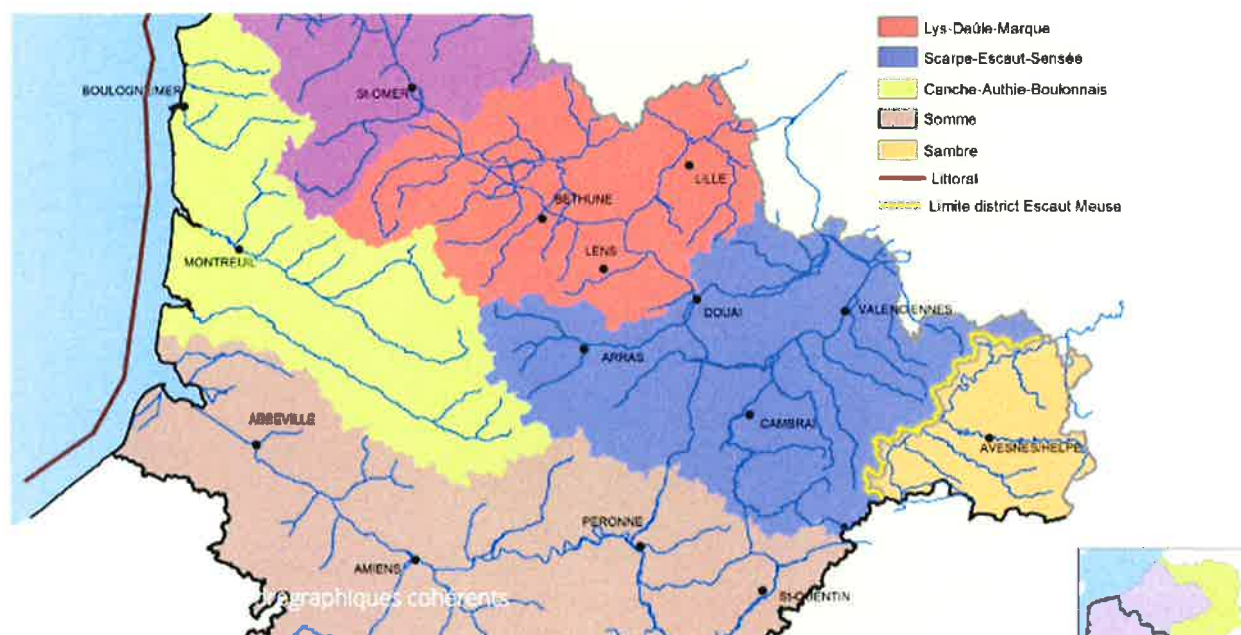 Lys-Deûle-Marque
Scarpe-Escaut-Sensée
Canche-Authie-Boulonnais
Somme
Sambre
Littoral
Limite district Escaut Meuse
BOULOGNE/MER
St-OMER
LILLE
BETHUNE
LENS
MONTREUIL
DOUAI
VALENCIENNES
ARRAS
ABBEVILLE
CAMBRAI
AVESNES/HELPE
PERONNE
AMIENS
St-QUENTIN
rographiques cohérents